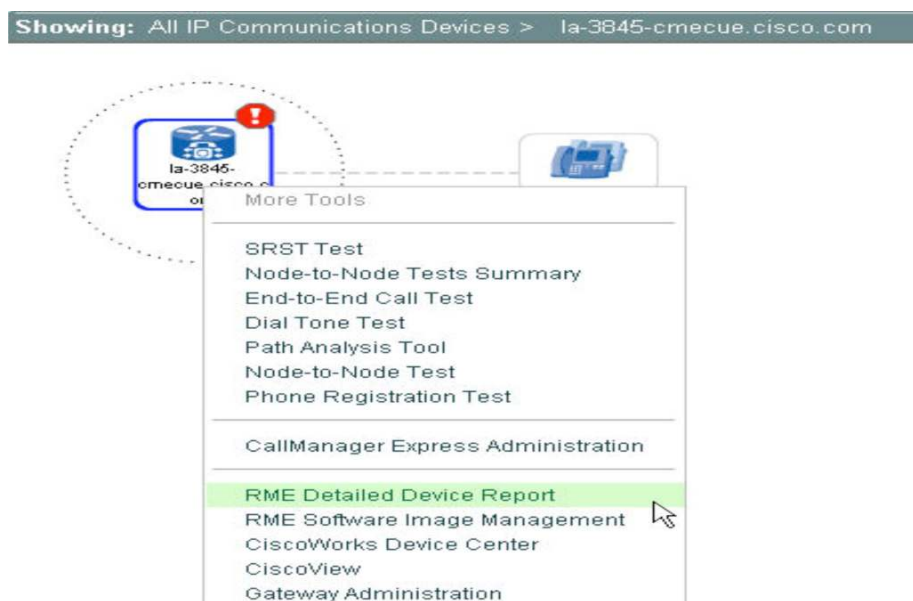 Showing: All IP Communications Devices > la-3845-cmecue.cisco.com
la-3845-
cmecue.cisco.c
o
More Tools
SRST Test
Node-to-Node Tests Summary
End-to-End Call Test
Dial Tone Test
Path Analysis Tool
Node-to-Node Test
Phone Registration Test
CallManager Express Administration
RME Detailed Device Report
RME Software Image Management
CiscoWorks Device Center
CiscoView
Gateway Administration